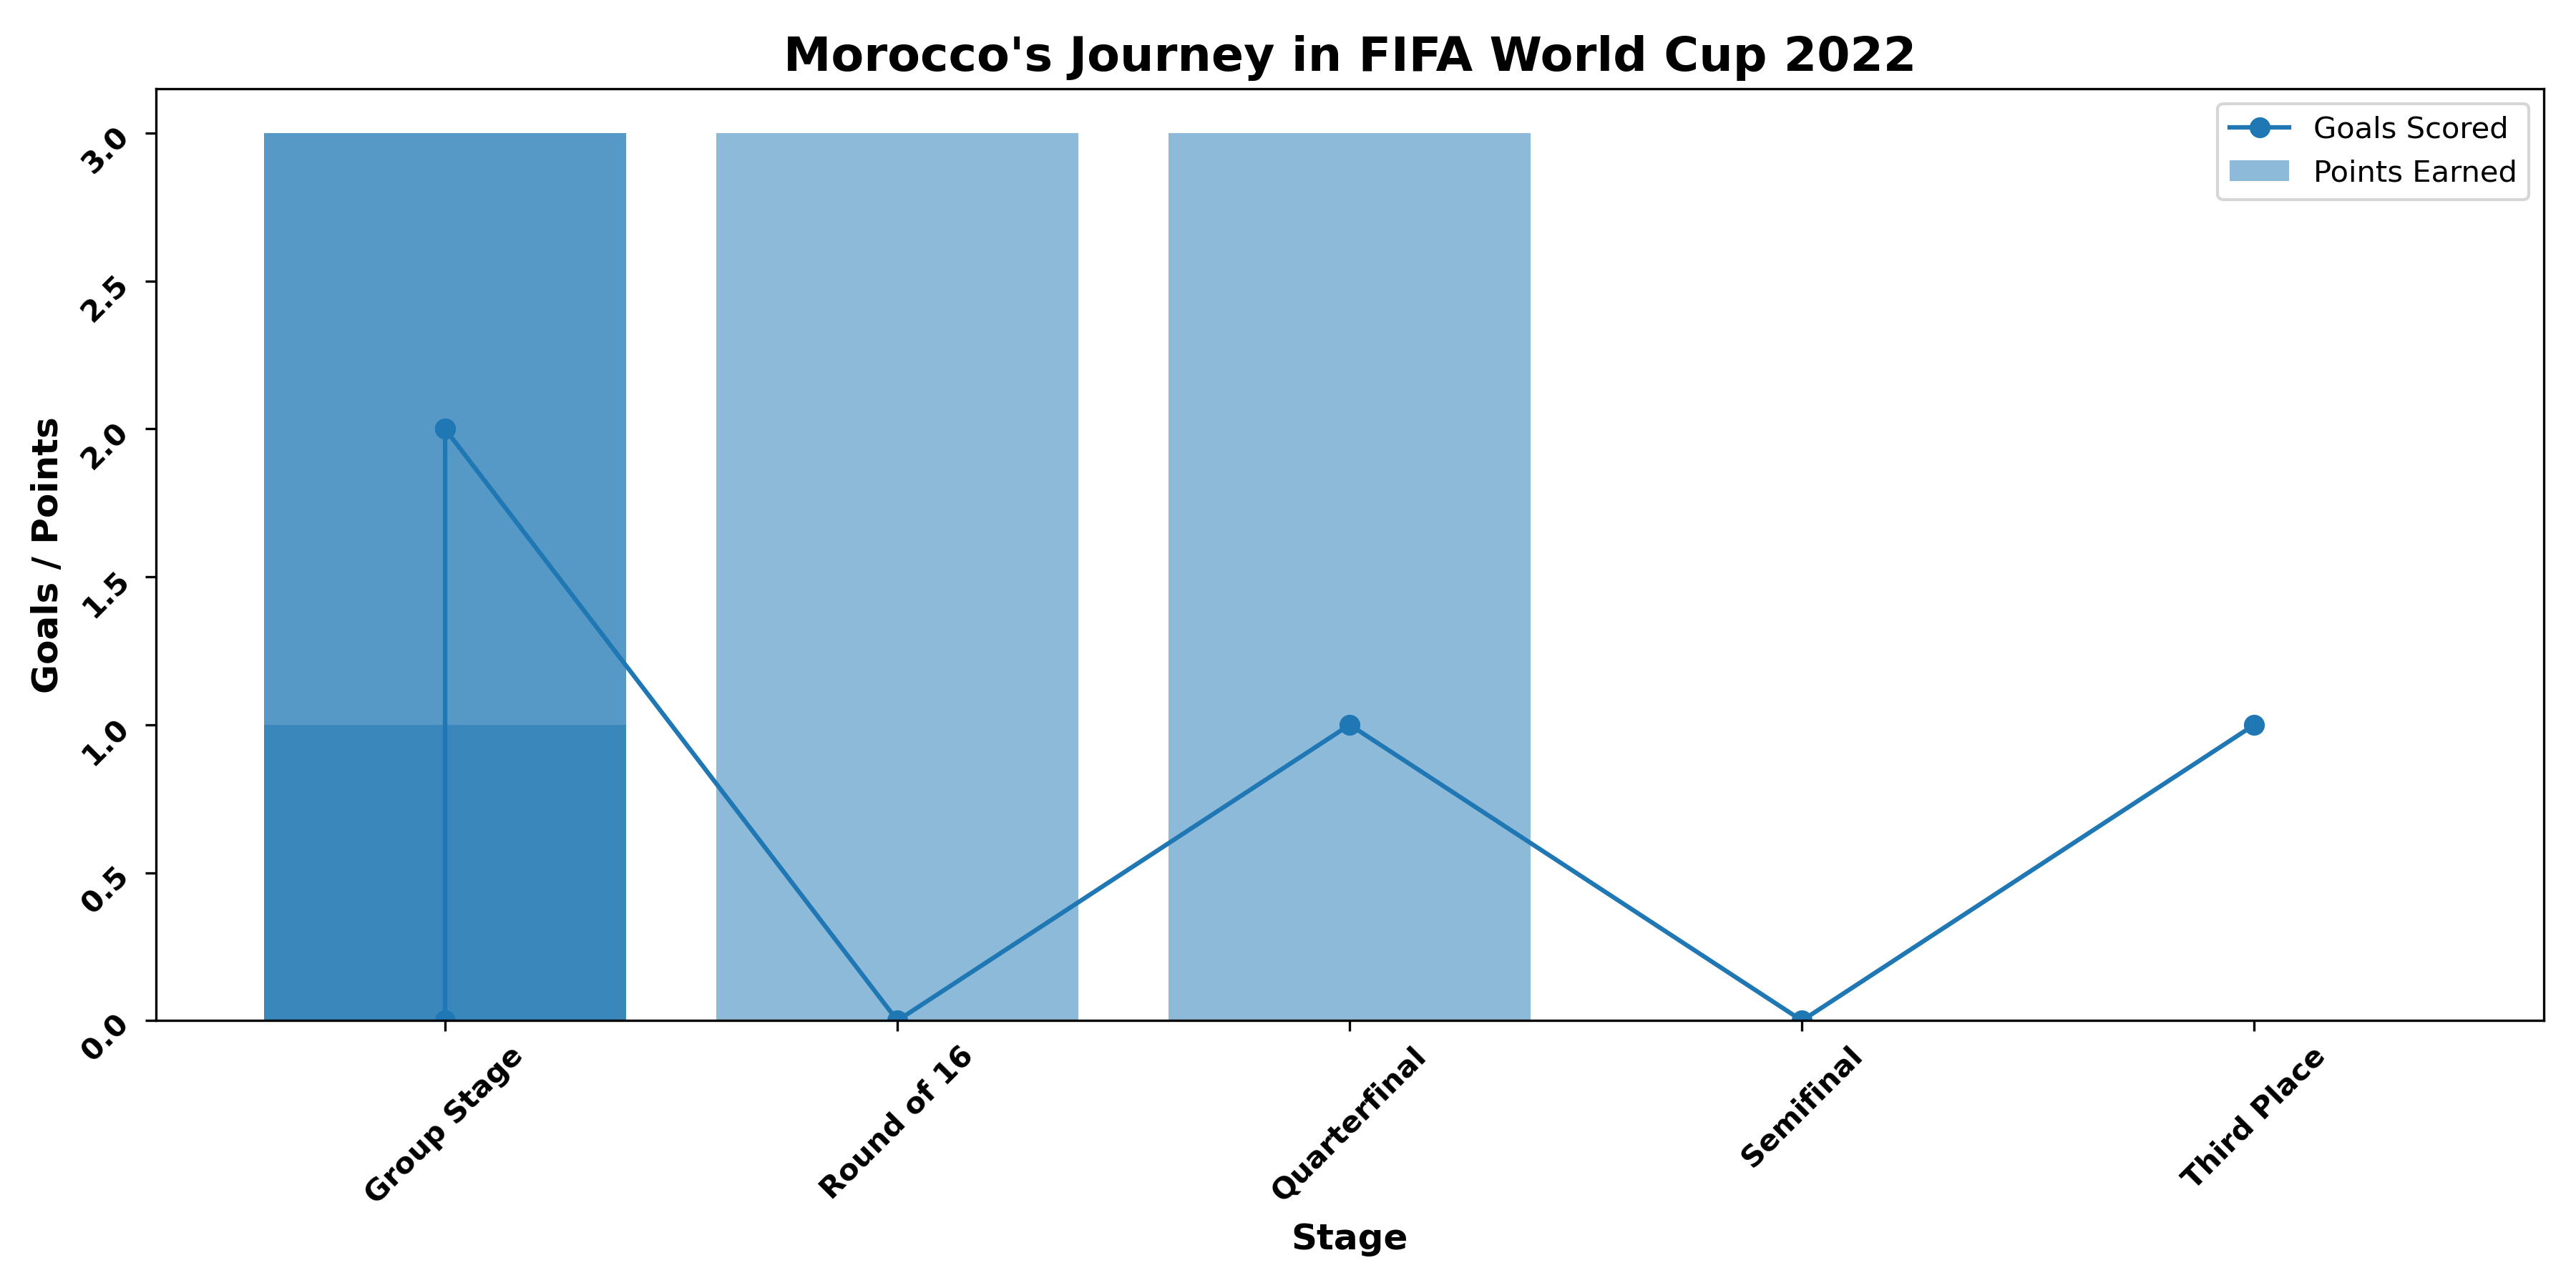 Morocco's Journey in FIFA World Cup 2022
Goals Scored
Points Earned
Goals / Points
3.0
2.5
2.0
1.5
1.0
0.5
0.0
Group Stage
Round of 16
Quarterfinal
Semifinal
Third Place
Stage